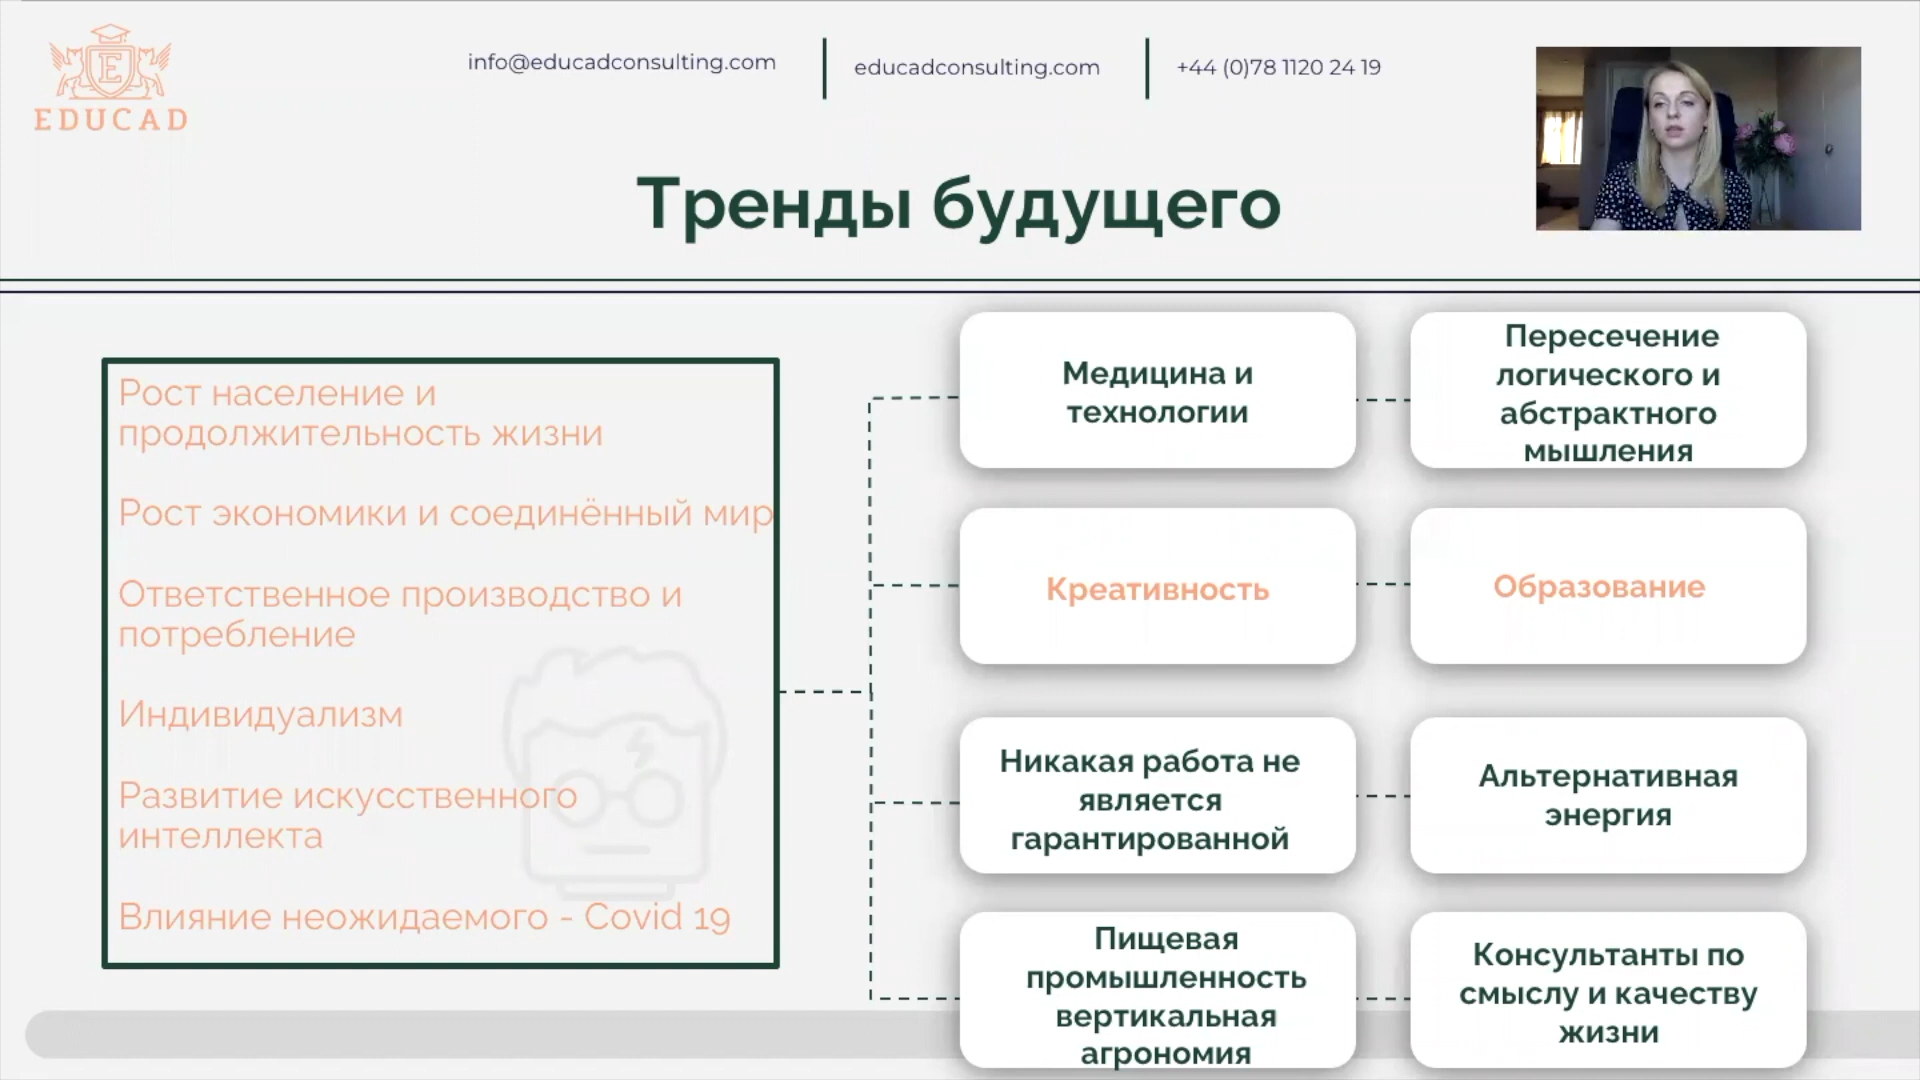 E
EDUCAD
info@educadconsulting.com
educadconsulting.com
+44 (0)78 1120 24 19
Тренды будущего
Рост население и
продолжительность жизни
Рост экономики и соединённый мир
Ответственное производство и
потребление
Индивидуализм
Развитие искусственного
интеллекта
Влияние неожидаемого - Covid 19
Медицина и
технологии
Пересечение
логического и
абстрактного
мышления
Креативность
Образование
Никакая работа не
является
гарантированной
Альтернативная
энергия
Пищевая
промышленность
вертикальная
агрономия
Консультанты по
смыслу и качеству
жизни